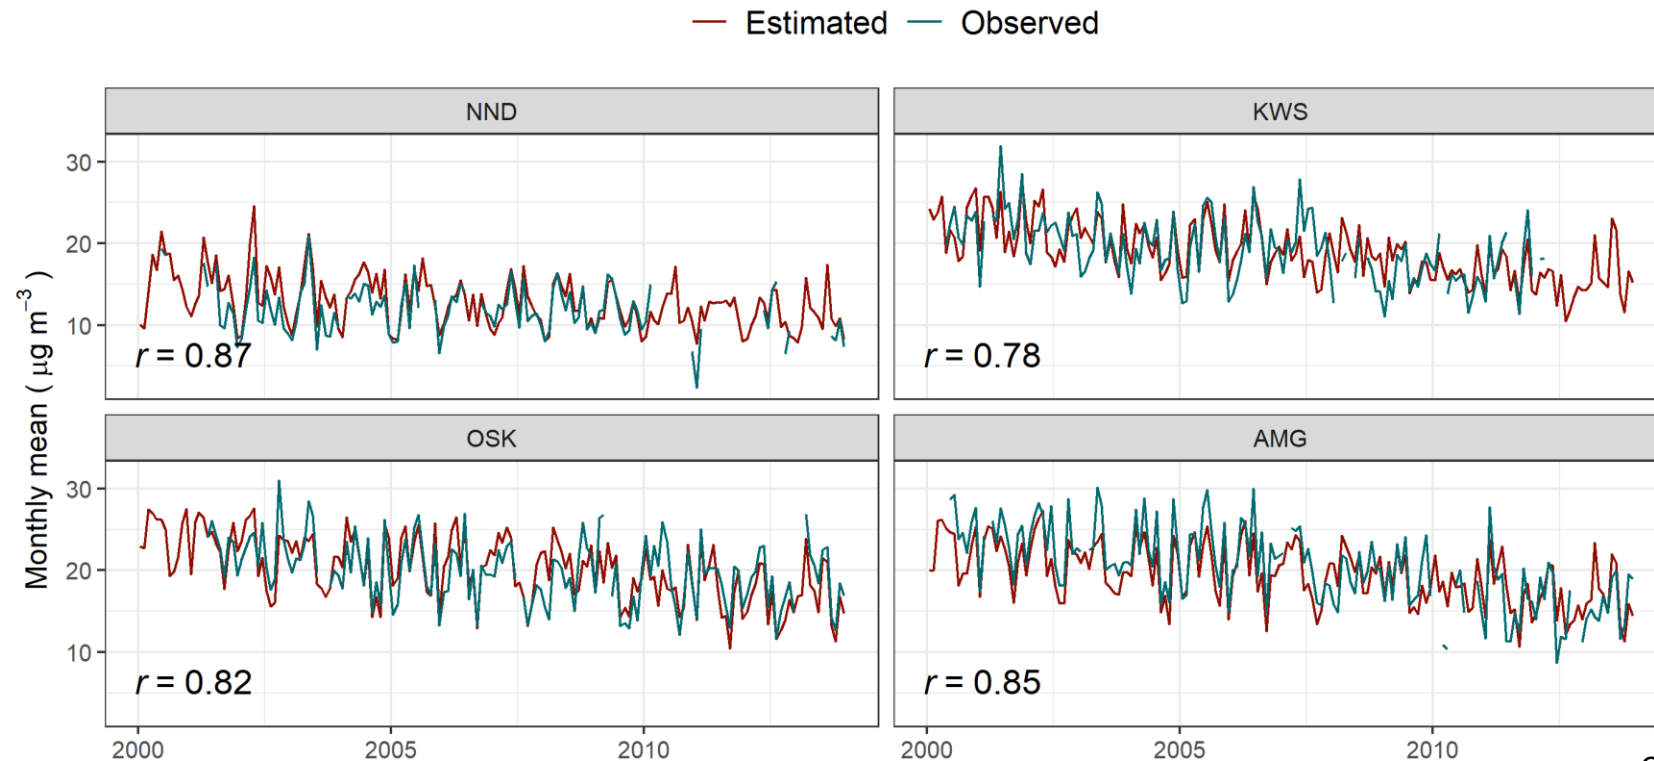 Estimated Observed
NND KWS
Monthly mean ( μg m⁻³ )
30
20
10
r = 0.87 r = 0.78
OSK AMG
30
20
10
r = 0.82 r = 0.85
2000 2005 2010 2000 2005 2010